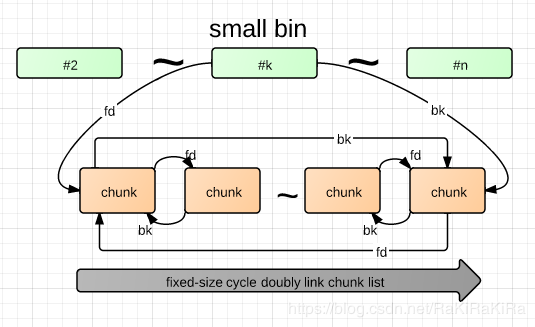 small bin
#2 ~ #k ~ #n
fd
bk
bk
fd
fd
chunk
chunk
~
chunk
chunk
bk
bk
fd
fixed-size cycle doubly link chunk list
https://blog.csdn.net/RaKiRaKiRa